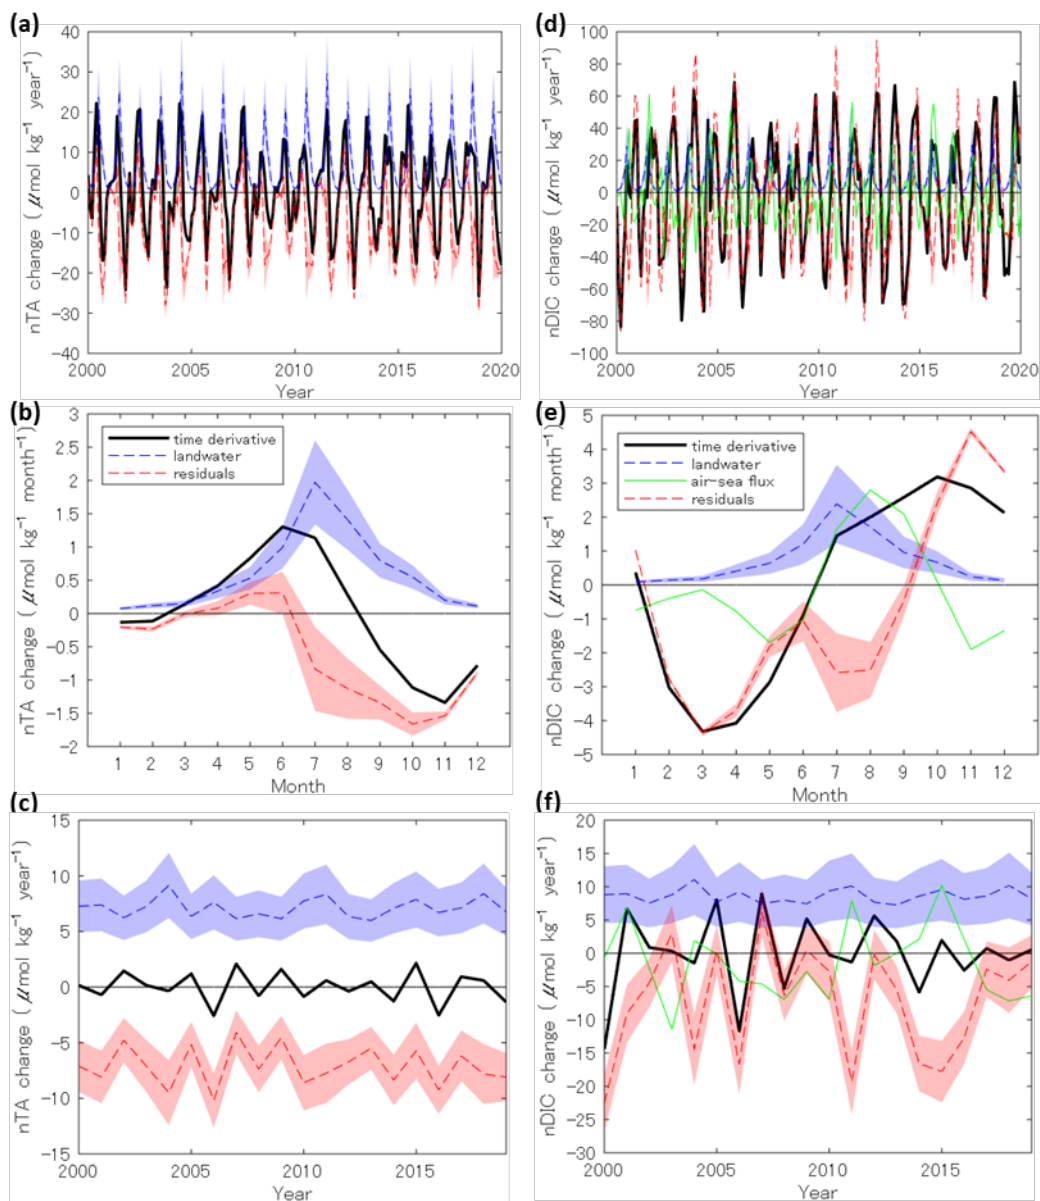 (a)
nTA change ( μmol kg⁻¹ year⁻¹)
40
30
20
10
0
−10
−20
−30
−40
2000 2005 2010 2015 2020
Year
(d)
nDIC change ( μmol kg⁻¹ year⁻¹)
100
80
60
40
20
0
−20
−40
−60
−80
−100
2000 2005 2010 2015 2020
Year
(b)
nTA change ( μmol kg⁻¹ month⁻¹)
3
2.5
2
1.5
1
0.5
0
−0.5
−1
−1.5
−2
time derivative
landwater
residuals
1 2 3 4 5 6 7 8 9 10 11 12
Month
(e)
nDIC change ( μmol kg⁻¹ month⁻¹)
5
4
3
2
1
0
−1
−2
−3
−4
−5
time derivative
landwater
air-sea flux
residuals
1 2 3 4 5 6 7 8 9 10 11 12
Month
(c)
nTA change ( μmol kg⁻¹ year⁻¹)
15
10
5
0
−5
−10
−15
2000 2005 2010 2015
Year
(f)
nDIC change ( μmol kg⁻¹ year⁻¹)
20
15
10
5
0
−5
−10
−15
−20
−25
−30
2000 2005 2010 2015
Year